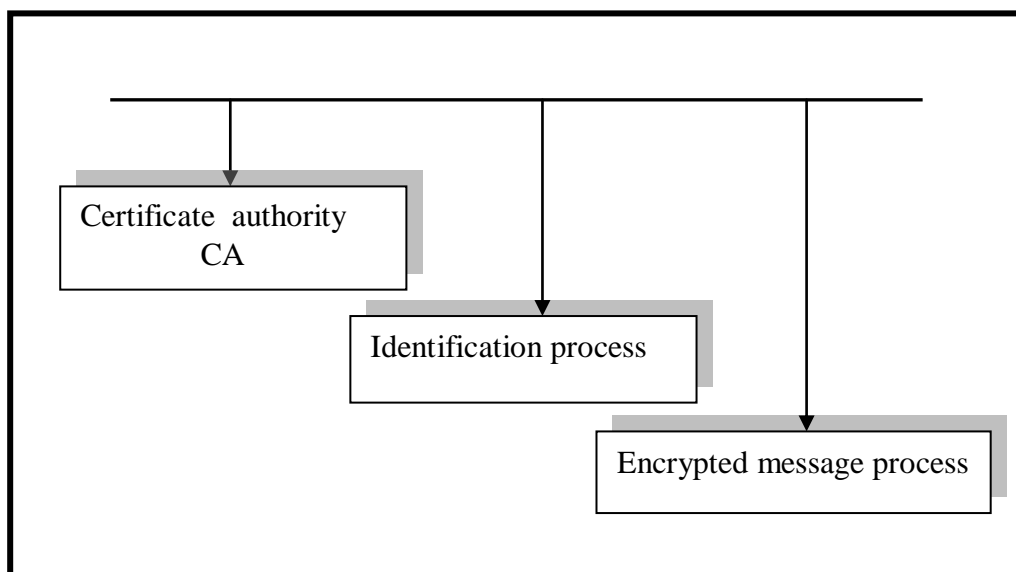 Certificate authority
CA
Identification process
Encrypted message process